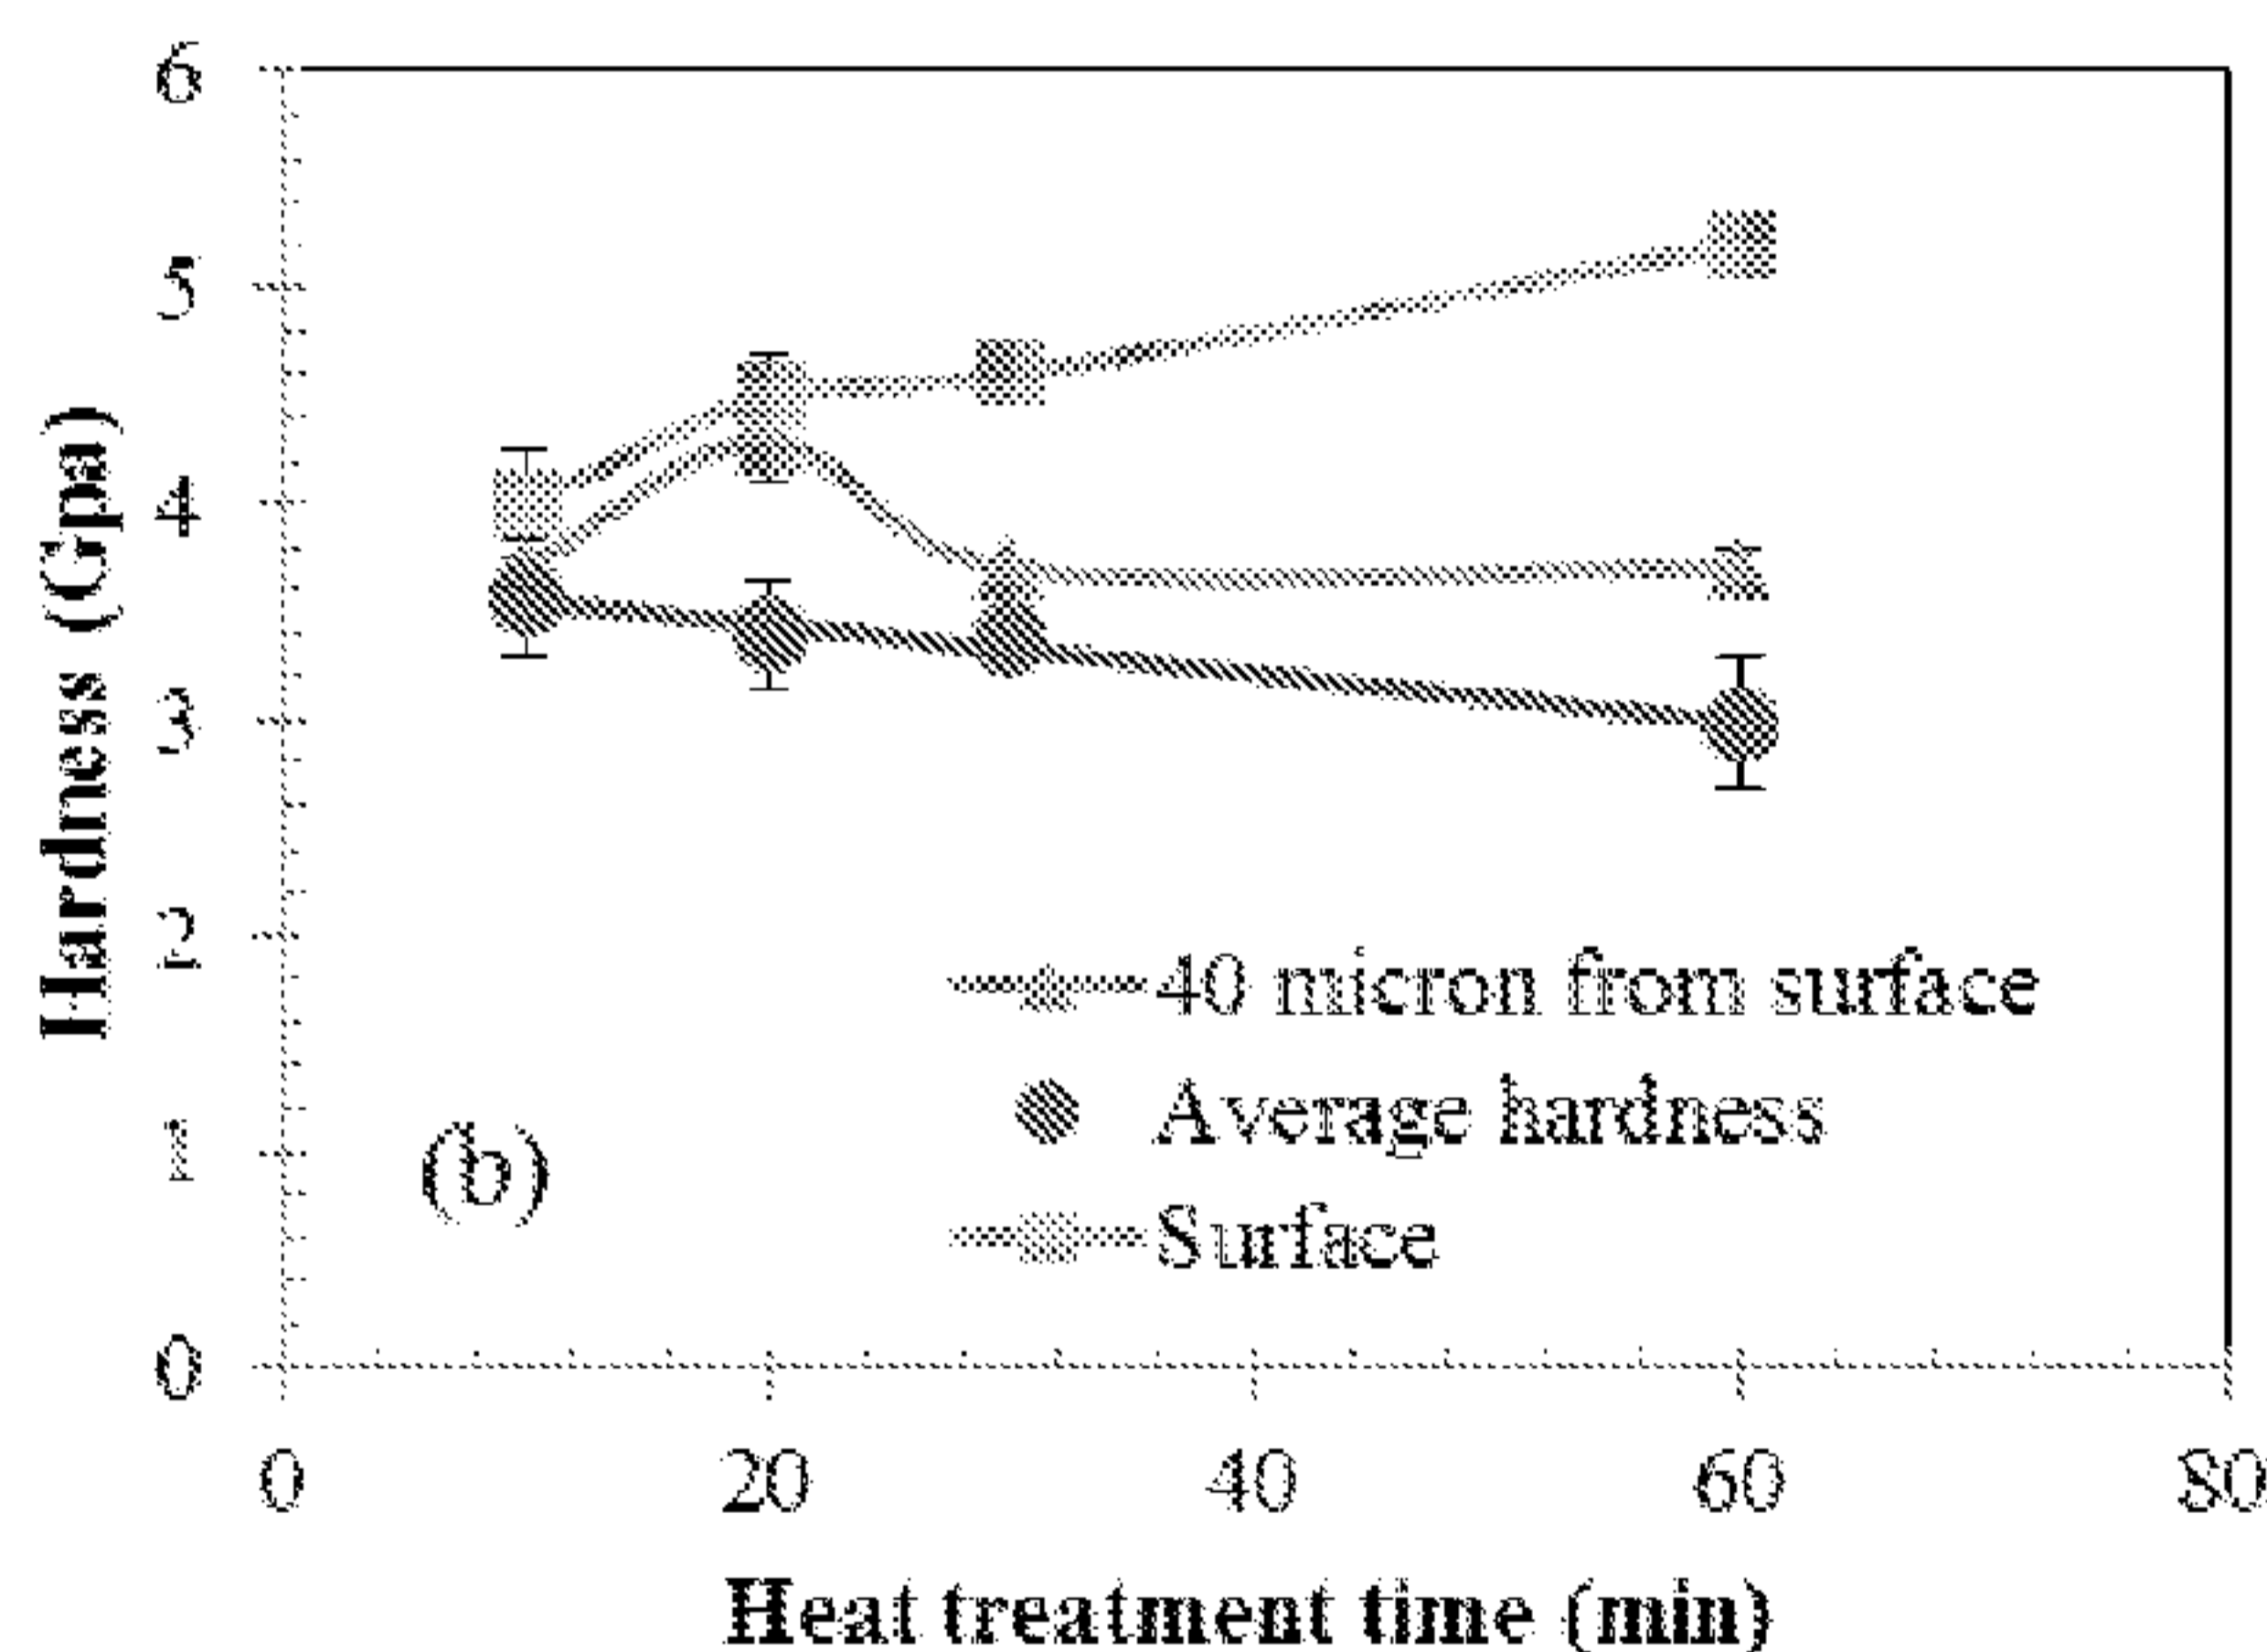 6
5
4
3
2
1
0
Hardness (Gpa)
40 micron from surface
Average hardness
Surface
(b)
0 20 40 60 80
Heat treatment time (min)